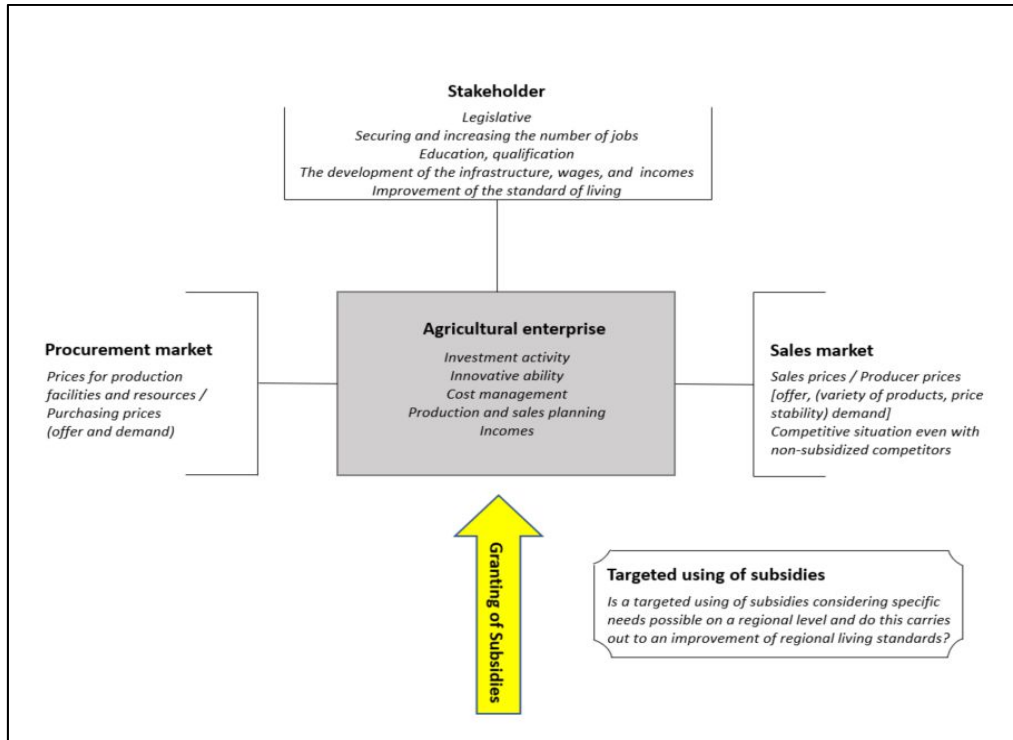 Stakeholder
Legislative
Securing and increasing the number of jobs
Education, qualification
The development of the infrastructure, wages, and incomes
Improvement of the standard of living
Procurement market
Prices for production
facilities and resources /
Purchasing prices
(offer and demand)
Agricultural enterprise
Investment activity
Innovative ability
Cost management
Production and sales planning
Incomes
Sales market
Sales prices / Producer prices
[offer, (variety of products, price
stability) demand]
Competitive situation even with
non-subsidized competitors
Granting of Subsidies
Targeted using of subsidies
Is a targeted using of subsidies considering specific
needs possible on a regional level and do this carries
out to an improvement of regional living standards?